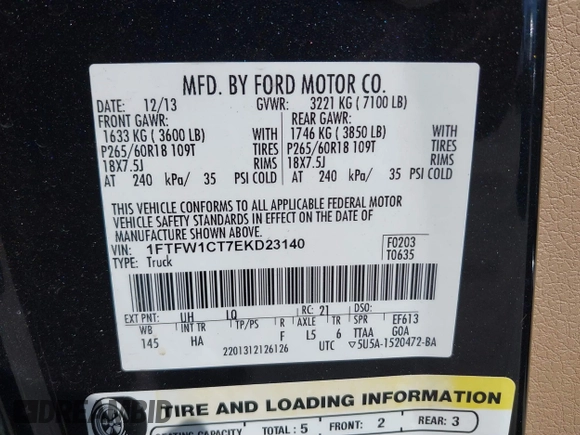 MFD. BY FORD MOTOR CO.
DATE: 12/13 GVWR: 3221 KG (7100 LB)
FRONT GAWR: REAR GAWR:
1633 KG (3600 LB) WITH 1746 KG (3850 LB) WITH
P265/60R18 109T TIRES P265/60R18 109T TIRES
18X7.5J RIMS 18X7.5J RIMS
AT 240 kPa/ 35 PSI COLD AT 240 kPa/ 35 PSI COLD
THIS VEHICLE CONFORMS TO ALL APPLICABLE FEDERAL MOTOR
VEHICLE SAFETY STANDARDS IN EFFECT ON THE DATE OF
MANUFACTURE SHOWN ABOVE.
VIN: 1FTFW1CT7EKD23140 F0203
TYPE: Truck T0635
EXT PNT: UH LQ RC: 21 DSO: EF613
WB INT TR TP/PS R AXLE TR SPR GOA
145 HA F L5 6 TTAA
2201312126126 UTC ▽5U5A-1520472-BA
TIRE AND LOADING INFORMATION
SEATING CAPACITY TOTAL: 5 FRONT: 2 REAR: 3
DREAMBID